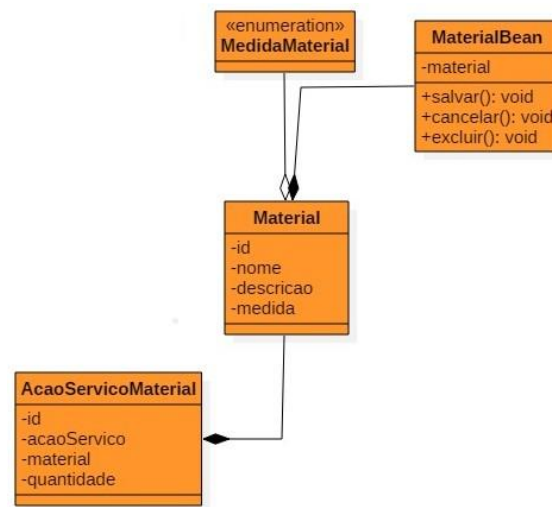 «enumeration»
MedidaMaterial
MaterialBean
-material
+salvar(): void
+cancelar(): void
+excluir(): void
Material
-id
-nome
-descricao
-medida
AcaoServicoMaterial
-id
-acaoServico
-material
-quantidade